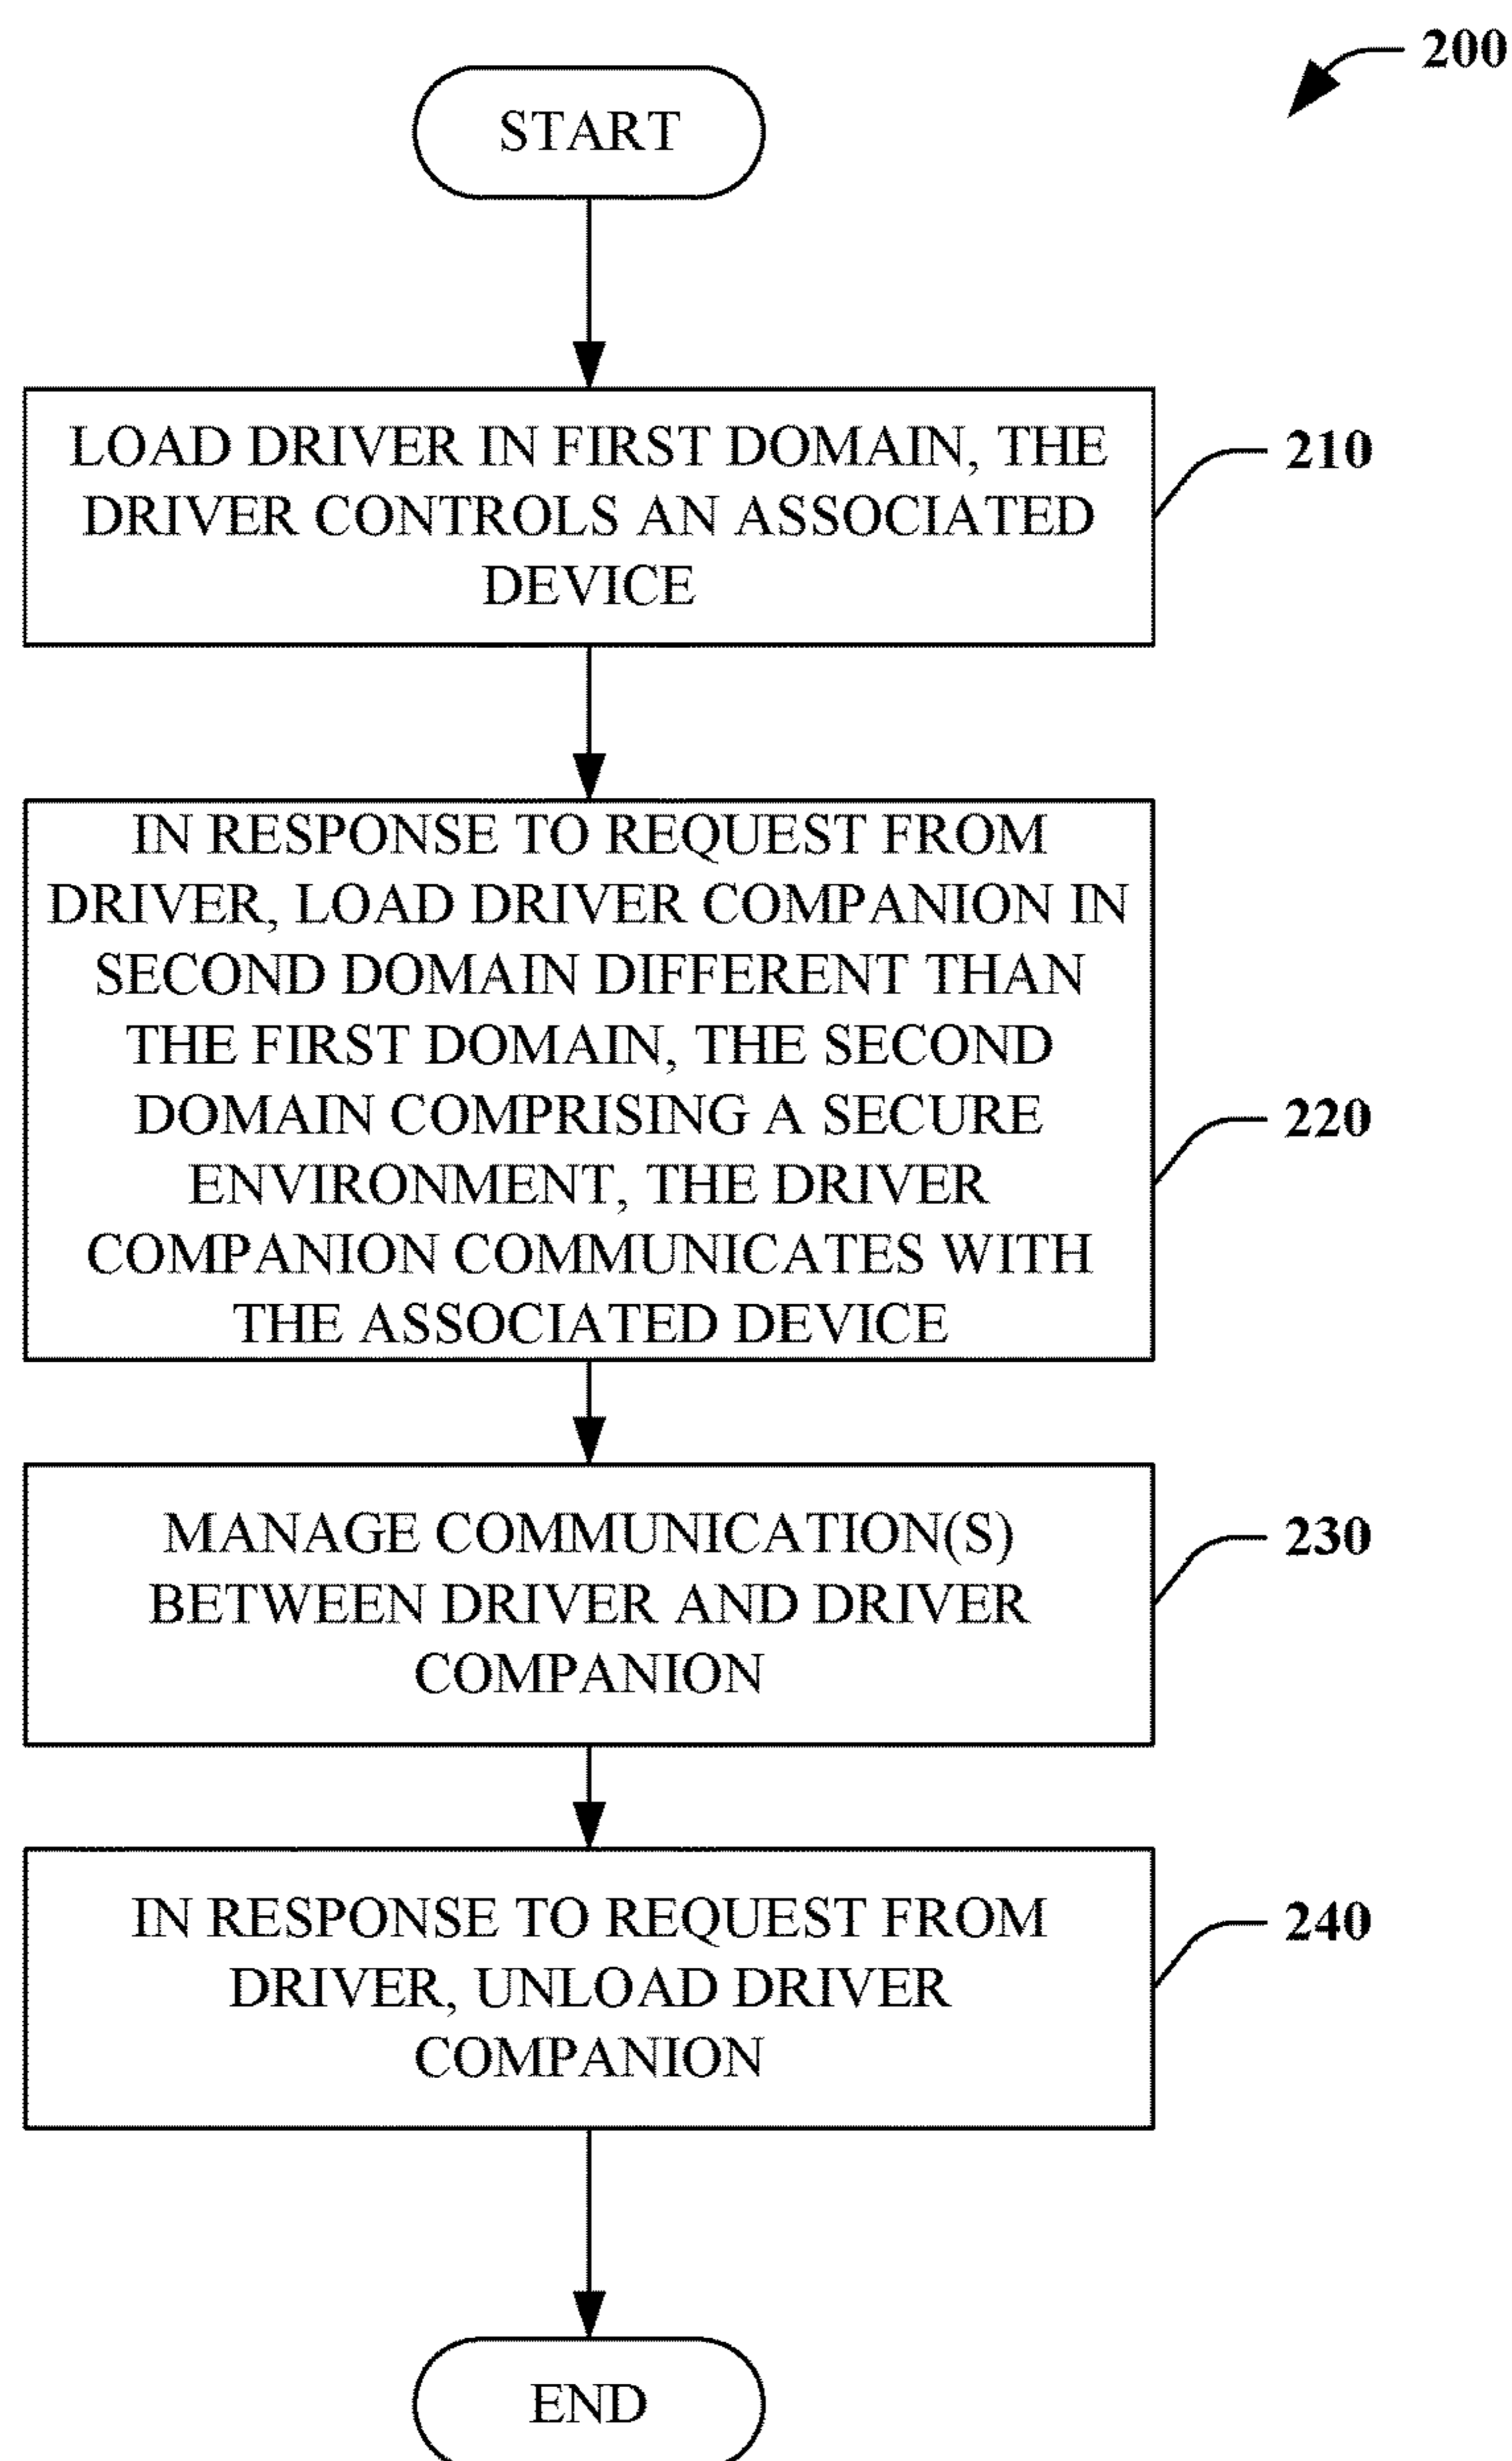 200
START
LOAD DRIVER IN FIRST DOMAIN, THE
DRIVER CONTROLS AN ASSOCIATED
DEVICE
210
IN RESPONSE TO REQUEST FROM
DRIVER, LOAD DRIVER COMPANION IN
SECOND DOMAIN DIFFERENT THAN
THE FIRST DOMAIN, THE SECOND
DOMAIN COMPRISING A SECURE
ENVIRONMENT, THE DRIVER
COMPANION COMMUNICATES WITH
THE ASSOCIATED DEVICE
220
MANAGE COMMUNICATION(S)
BETWEEN DRIVER AND DRIVER
COMPANION
230
IN RESPONSE TO REQUEST FROM
DRIVER, UNLOAD DRIVER
COMPANION
240
END